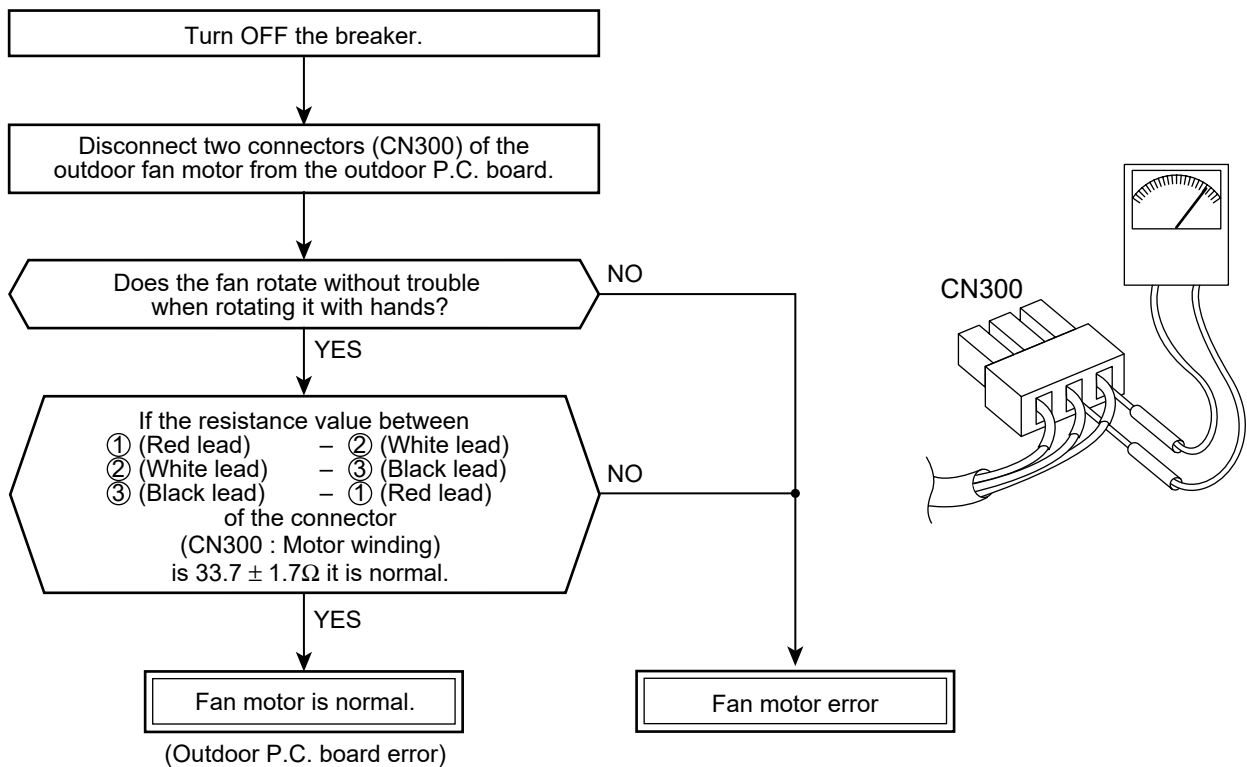 Turn OFF the breaker.
Disconnect two connectors (CN300) of the
outdoor fan motor from the outdoor P.C. board.
Does the fan rotate without trouble
when rotating it with hands?
NO
YES
If the resistance value between
① (Red lead) – ② (White lead)
② (White lead) – ③ (Black lead)
③ (Black lead) – ① (Red lead)
of the connector
(CN300 : Motor winding)
is 33.7 ± 1.7Ω it is normal.
NO
YES
Fan motor is normal.
(Outdoor P.C. board error)
Fan motor error
CN300